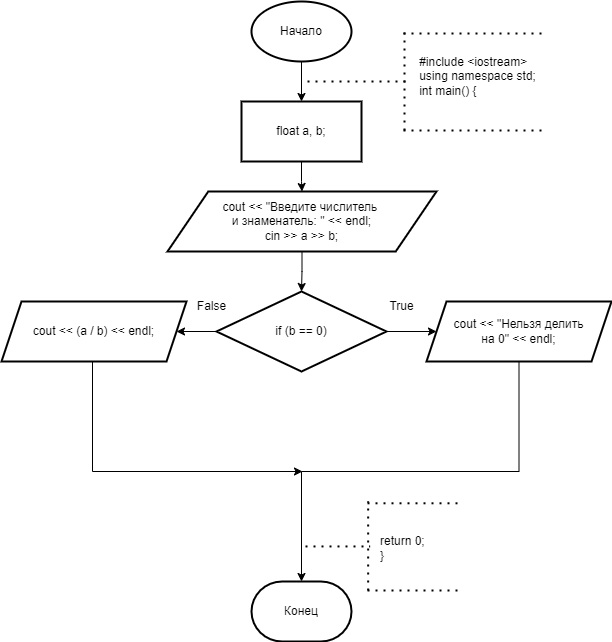 Начало
#include <iostream>
using namespace std;
int main() {
float a, b;
cout << "Введите числитель
и знаменатель: " << endl;
cin >> a >> b;
False
True
cout << (a / b) << endl;
if (b == 0)
cout << "Нельзя делить
на 0" << endl;
return 0;
}
Конец